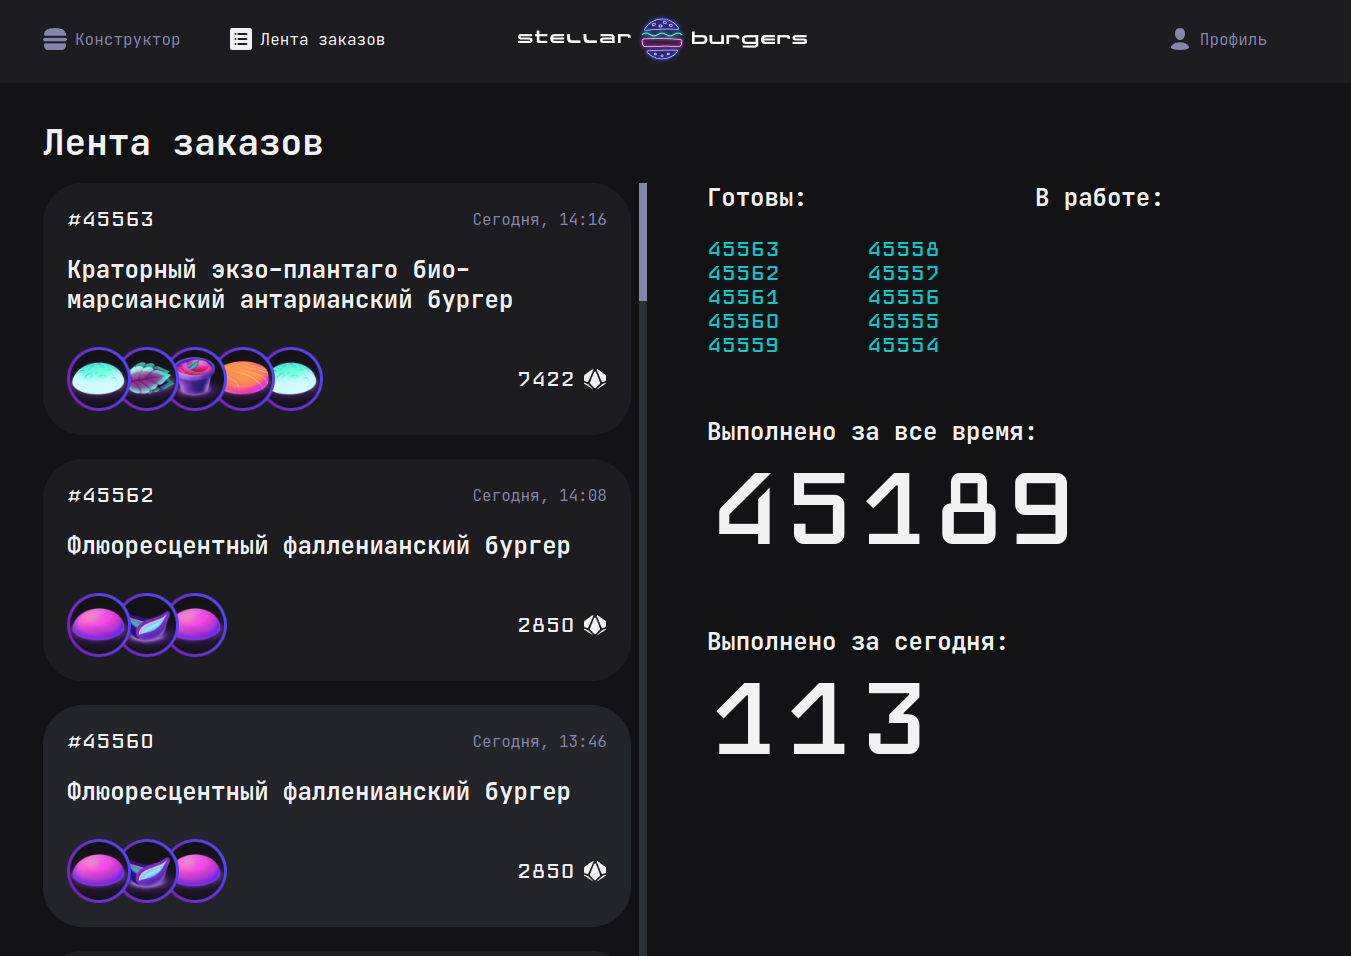 Конструктор
Лента заказов
stellar burgers
Профиль
Лента заказов
#45563
Сегодня, 14:16
Краторный экзо-плантаго био-
марсианский антарианский бургер
7422
#45562
Сегодня, 14:08
Флюоресцентный фалленианский бургер
2850
#45560
Сегодня, 13:46
Флюоресцентный фалленианский бургер
2850
Готовы:
45563
45562
45561
45560
45559
45558
45557
45556
45555
45554
В работе:
Выполнено за все время:
45189
Выполнено за сегодня:
113